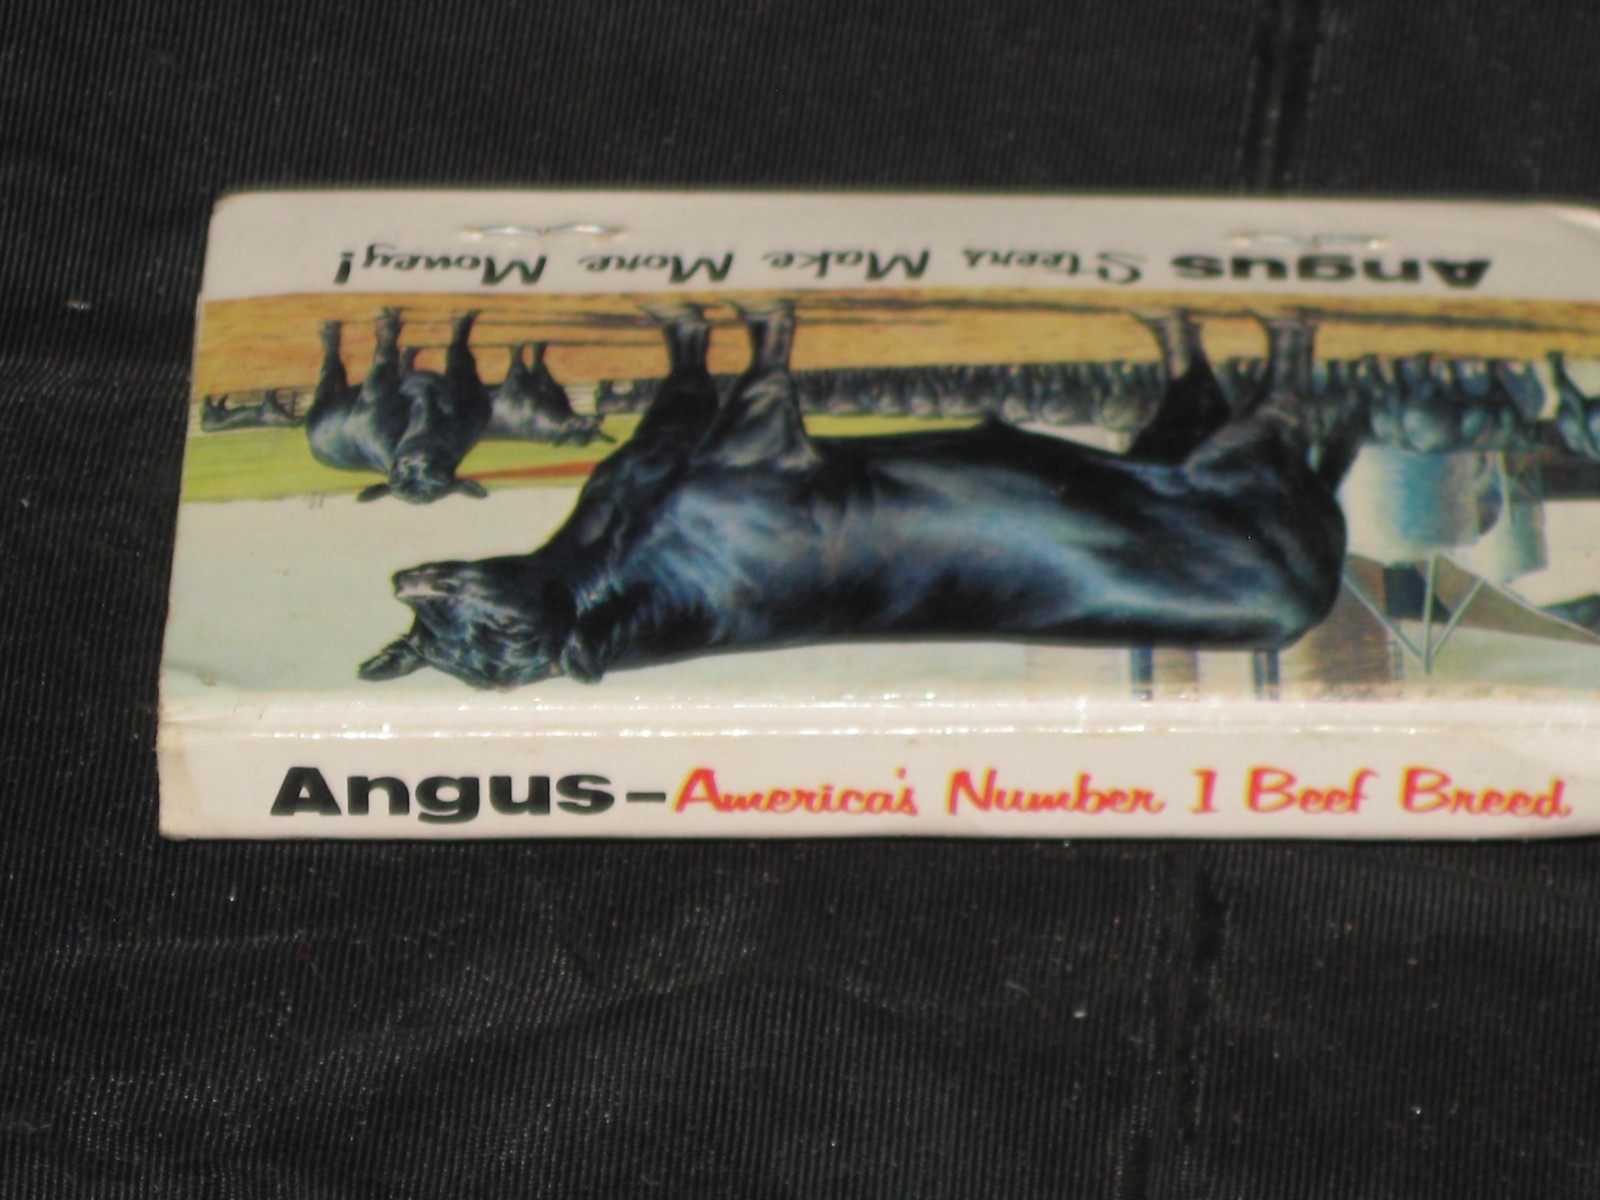 Angus Steers Make More Money!
Angus—America's Number 1 Beef Breed